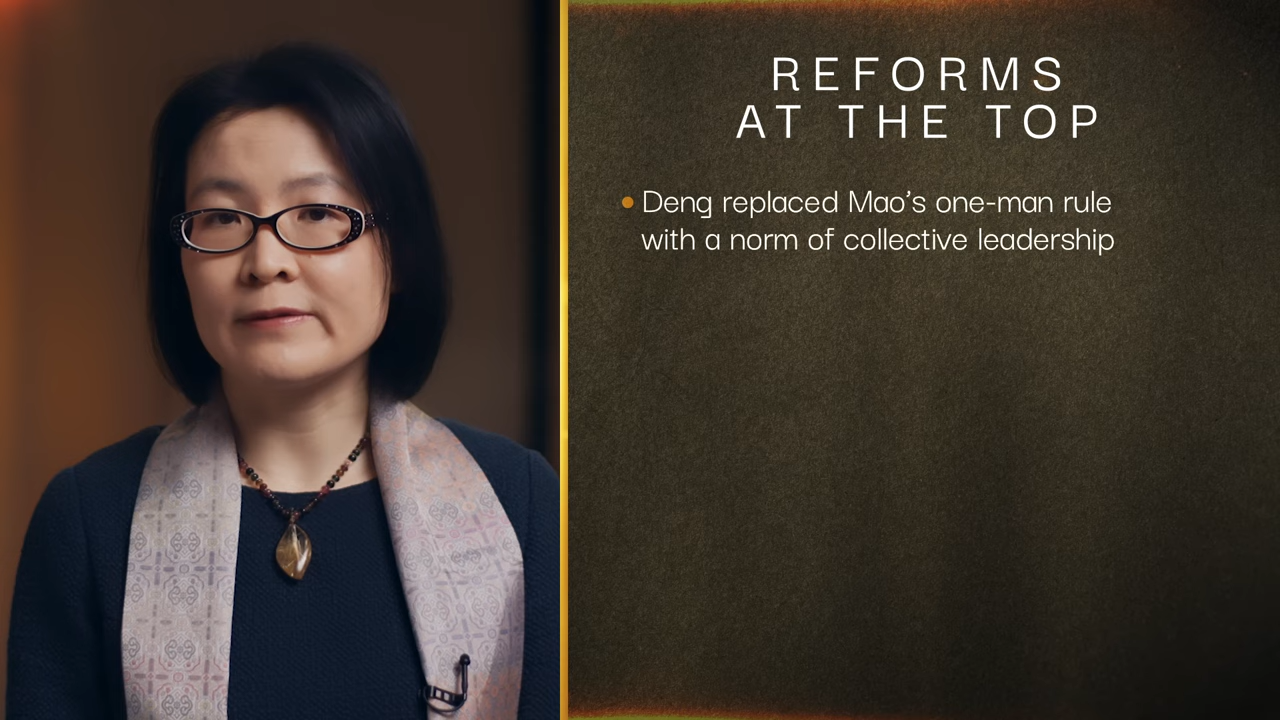 REFORMS
AT THE TOP
• Deng replaced Mao’s one-man rule
with a norm of collective leadership